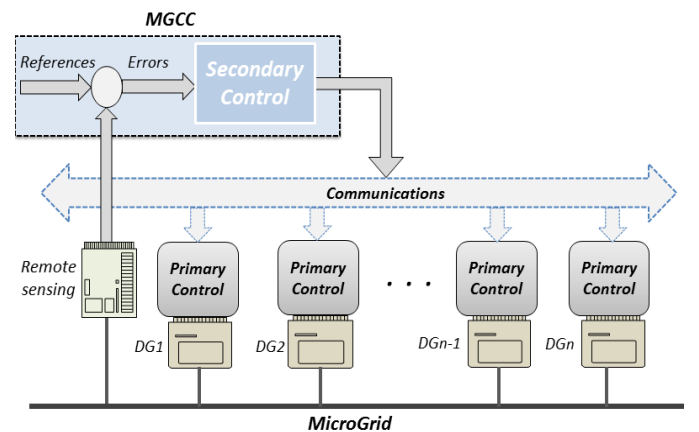 MGCC
References
Errors
Secondary
Control
Communications
Remote
sensing
Primary
Control
Primary
Control
. . .
Primary
Control
Primary
Control
DG1
DG2
DGn-1
DGn
MicroGrid